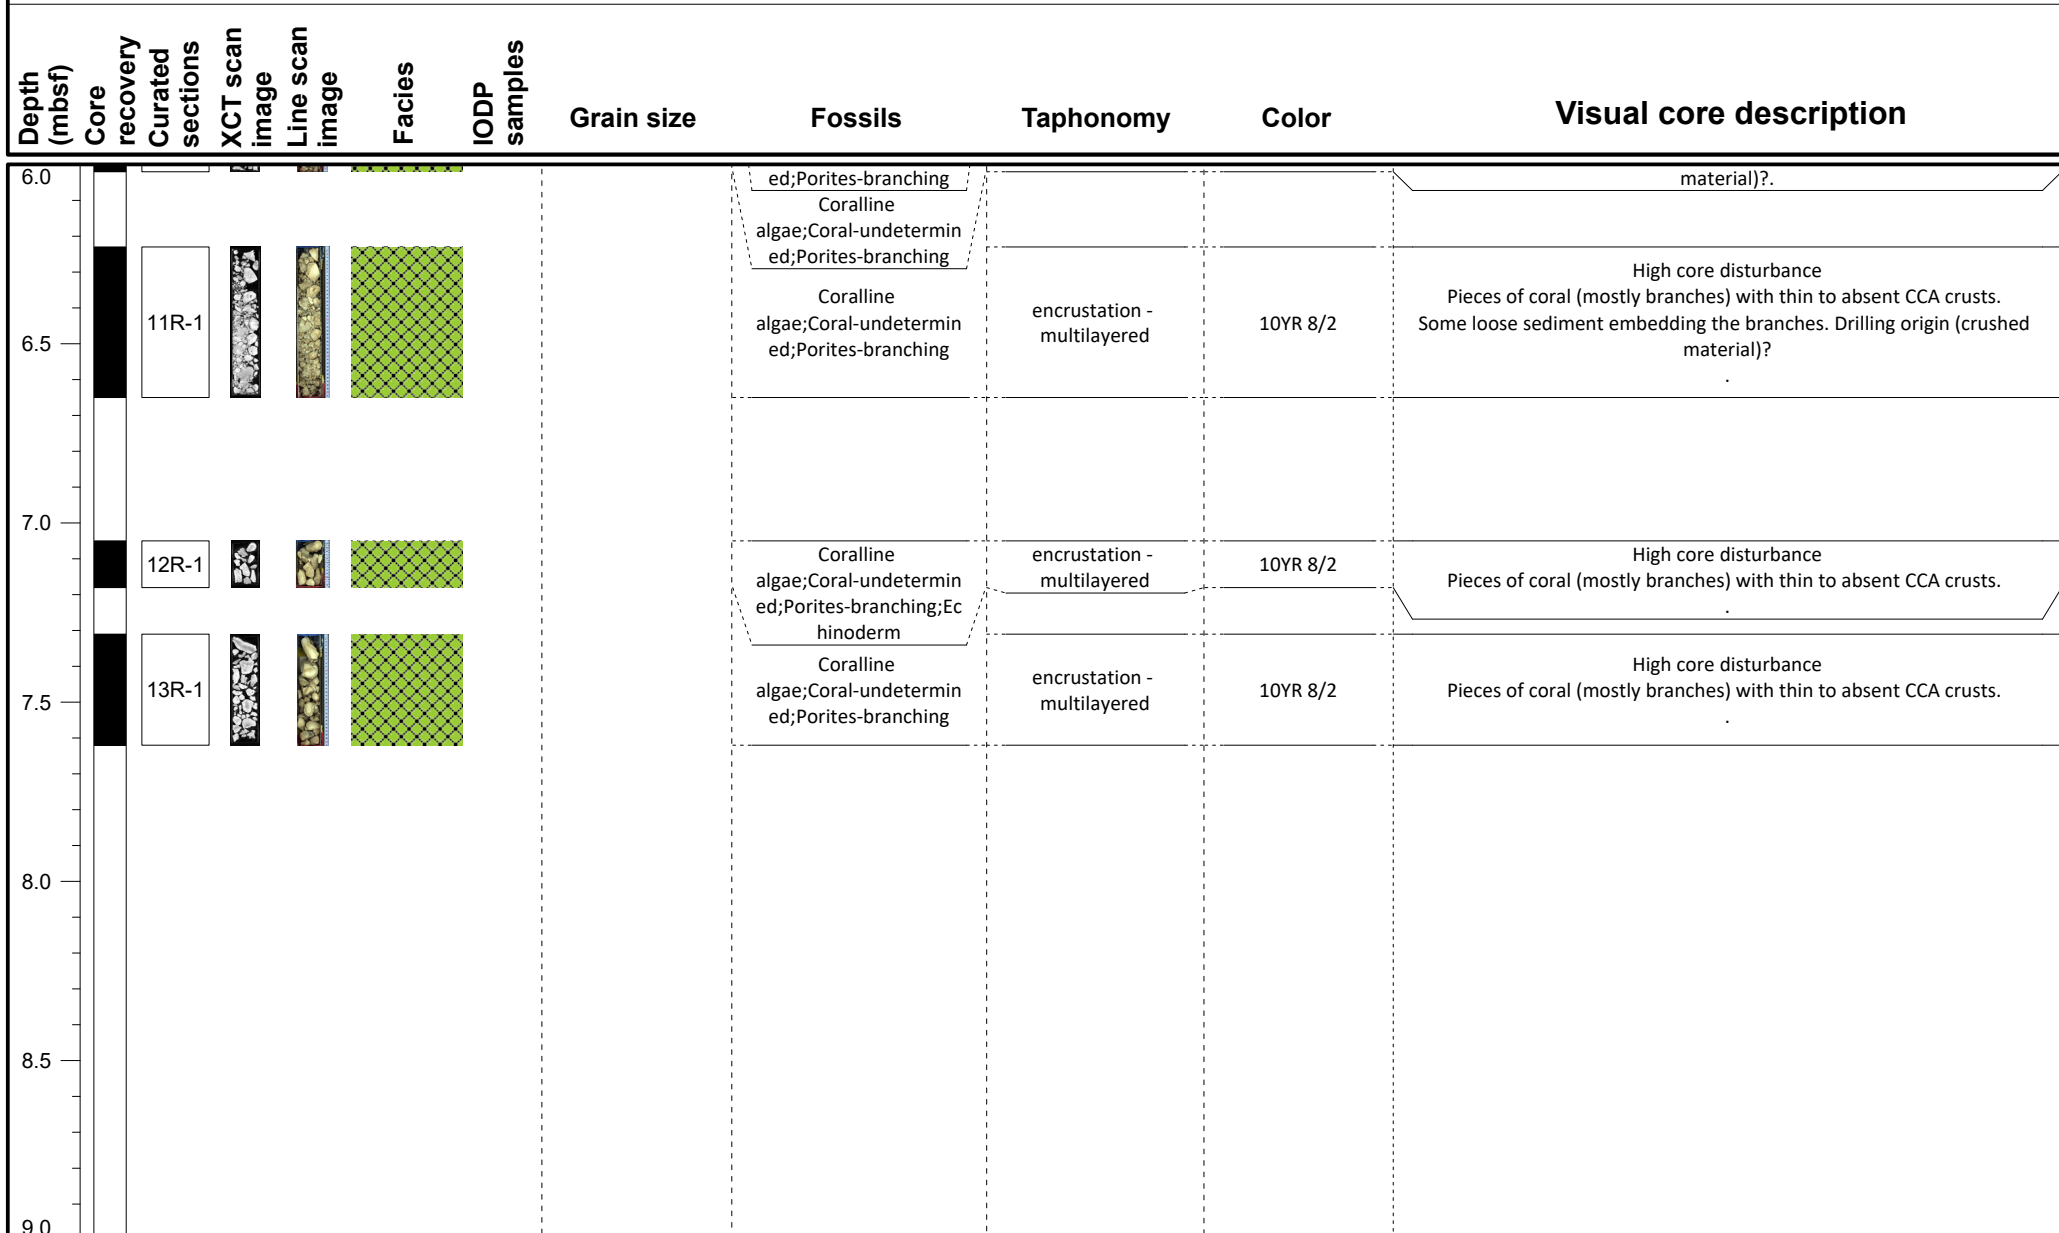 Depth
(mbsf)
Core
recovery
Curated
sections
XCT scan
image
Line scan
image
Facies
IODP
samples
Grain size
Fossils
Taphonomy
Color
Visual core description
6.0
ed;Porites-branching
material)?.
Coralline
algae;Coral-undetermin
ed;Porites-branching
11R-1
Coralline
algae;Coral-undetermin
ed;Porites-branching
encrustation -
multilayered
10YR 8/2
High core disturbance
Pieces of coral (mostly branches) with thin to absent CCA crusts.
Some loose sediment embedding the branches. Drilling origin (crushed
material)?
.
6.5
7.0
12R-1
Coralline
algae;Coral-undetermin
ed;Porites-branching;Ec
hinoderm
encrustation -
multilayered
10YR 8/2
High core disturbance
Pieces of coral (mostly branches) with thin to absent CCA crusts.
.
13R-1
Coralline
algae;Coral-undetermin
ed;Porites-branching
encrustation -
multilayered
10YR 8/2
High core disturbance
Pieces of coral (mostly branches) with thin to absent CCA crusts.
.
7.5
8.0
8.5
9.0